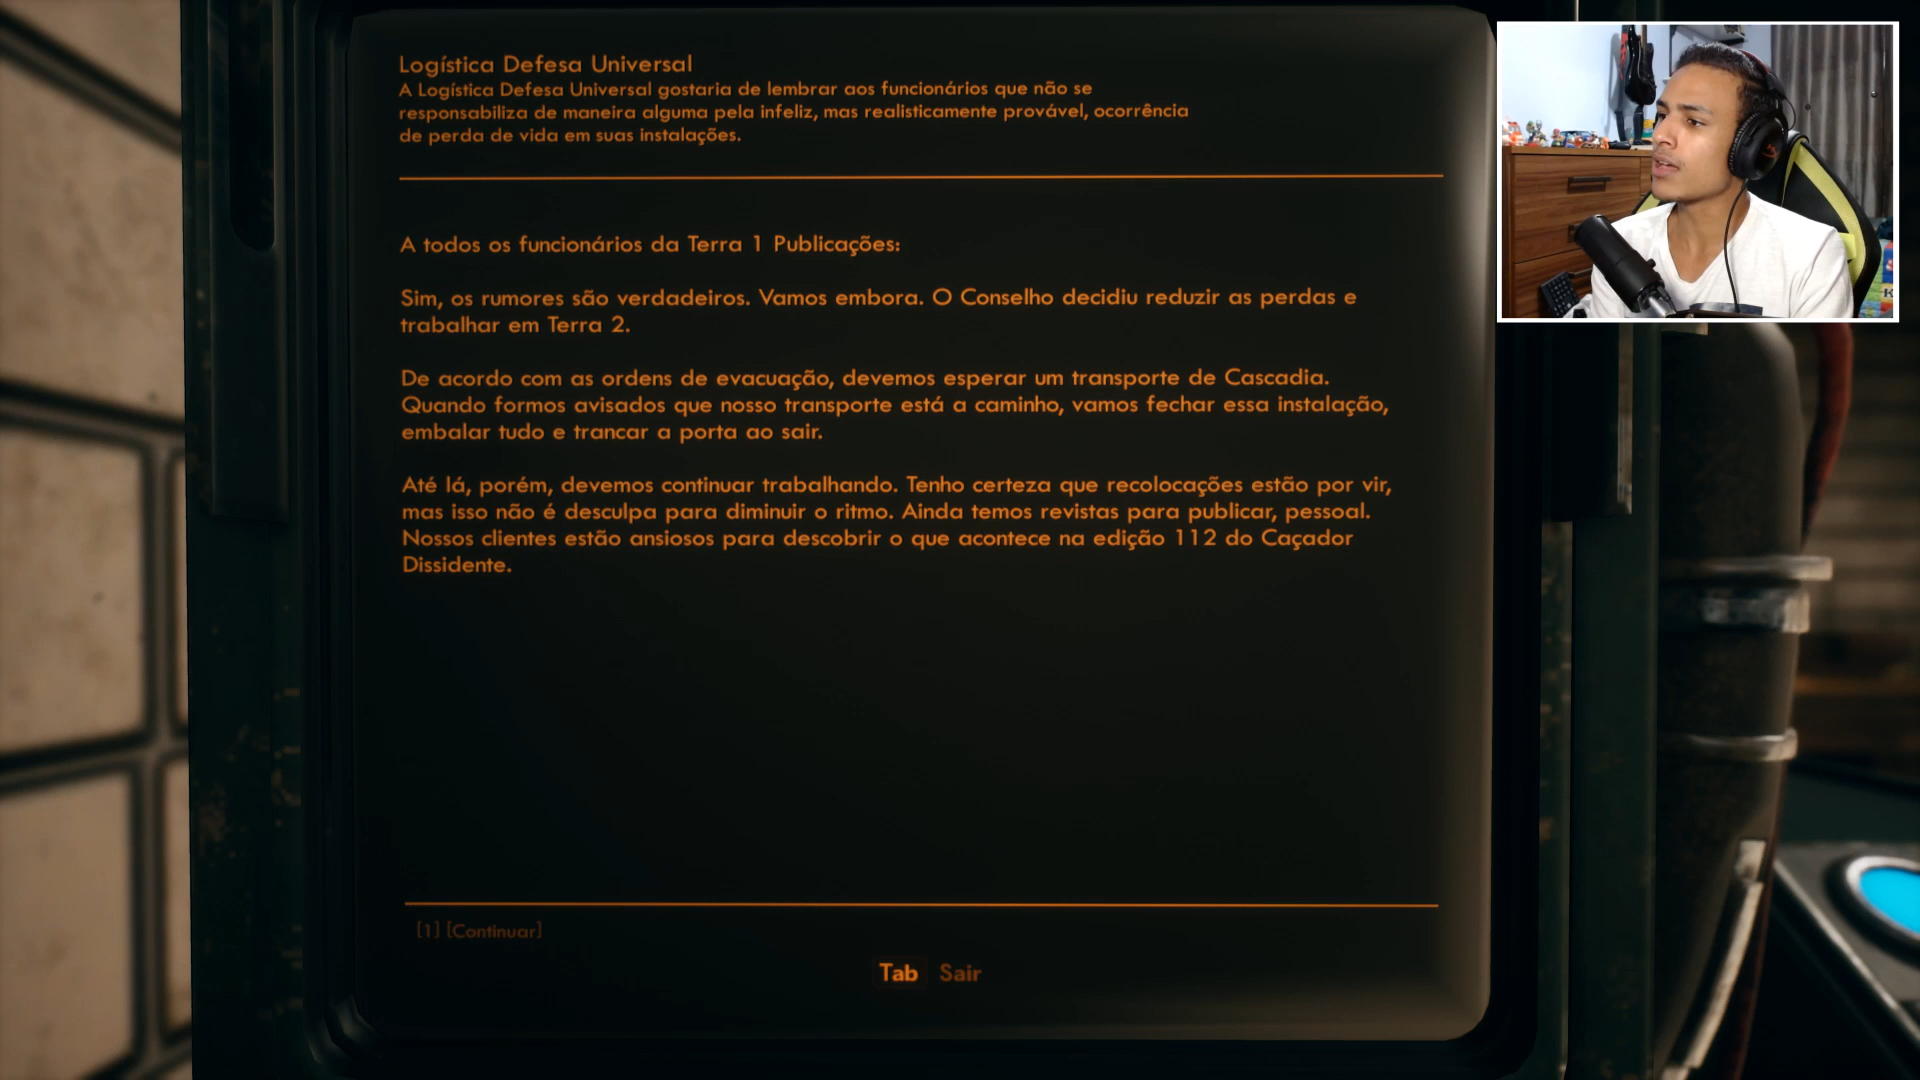 Logística Defesa Universal
A Logística Defesa Universal gostaria de lembrar aos funcionários que não se
responsabiliza de maneira alguma pela infeliz, mas realisticamente provável, ocorrência
de perda de vida em suas instalações.
A todos os funcionários da Terra 1 Publicações:
Sim, os rumores são verdadeiros. Vamos embora. O Conselho decidiu reduzir as perdas e
trabalhar em Terra 2.
De acordo com as ordens de evacuação, devemos esperar um transporte de Cascadia.
Quando formos avisados que nosso transporte está a caminho, vamos fechar essa instalação,
embalar tudo e trancar a porta ao sair.
Até lá, porém, devemos continuar trabalhando. Tenho certeza que recolocações estão por vir,
mas isso não é desculpa para diminuir o ritmo. Ainda temos revistas para publicar, pessoal.
Nossos clientes estão ansiosos para descobrir o que acontece na edição 112 do Caçador
Dissidente.
[1] [Continuar]
Tab Sair